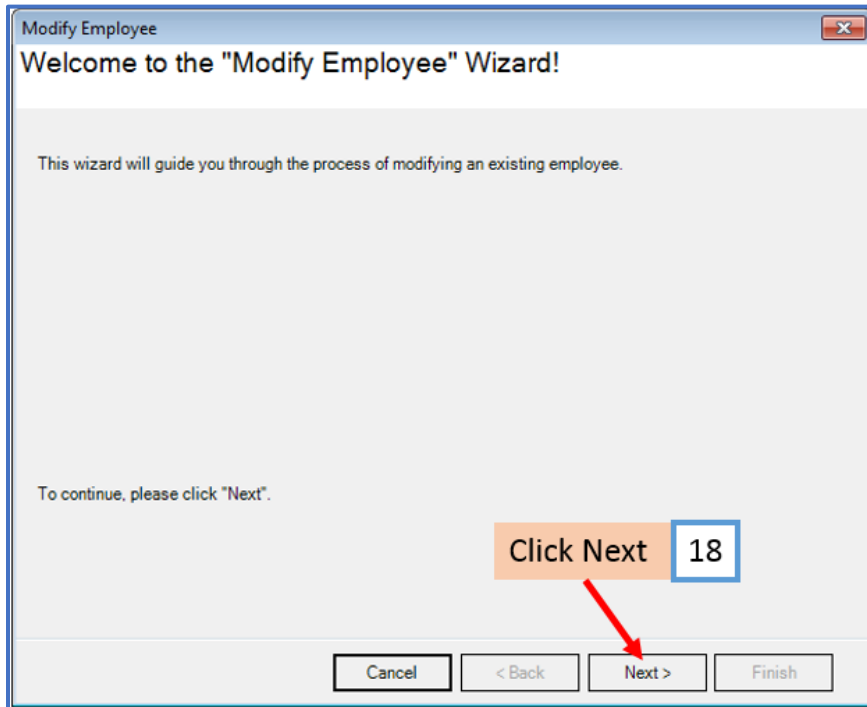 Modify Employee
Welcome to the "Modify Employee" Wizard!
This wizard will guide you through the process of modifying an existing employee.
To continue, please click "Next".
Click Next 18
Cancel < Back Next > Finish